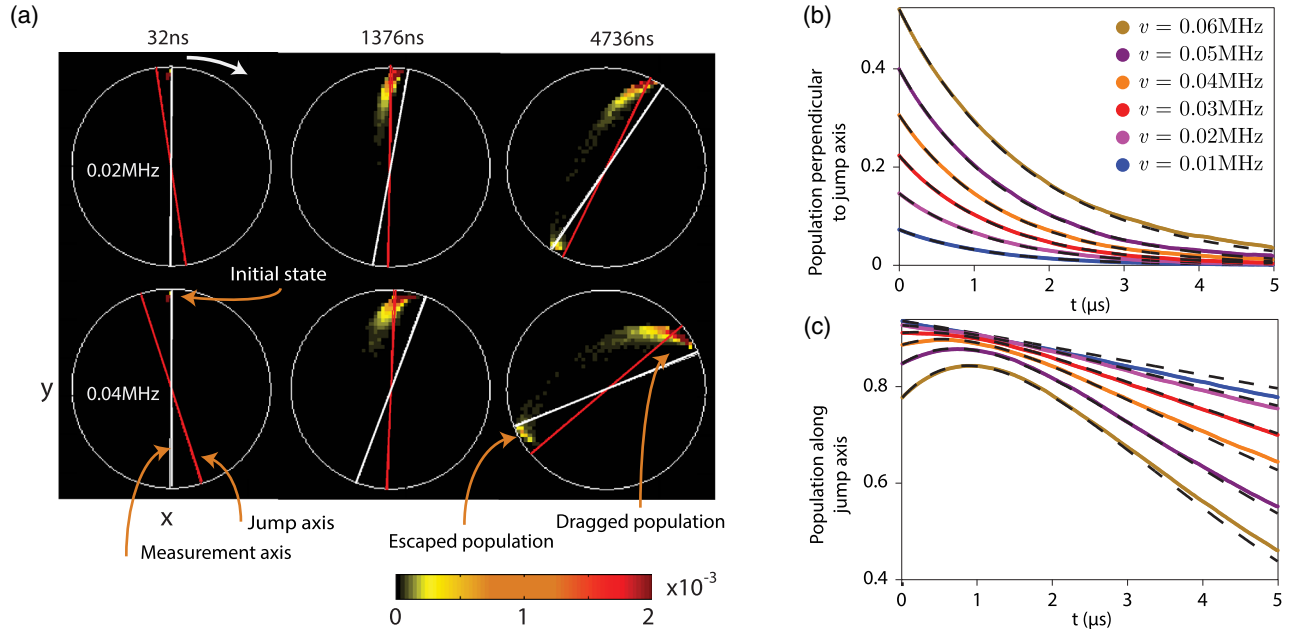 (a)
32ns 1376ns 4736ns
0.02MHz
Initial state
0.04MHz
y
x
Jump axis
Measurement axis
Escaped population
Dragged population
0 1 2
x10⁻³
(b)
Population perpendicular
to jump axis
0.4
0.2
0
v = 0.06MHz
v = 0.05MHz
v = 0.04MHz
v = 0.03MHz
v = 0.02MHz
v = 0.01MHz
0 1 2 3 4 5
t (μs)
(c)
Population along
jump axis
0.8
0.6
0.4
0 1 2 3 4 5
t (μs)